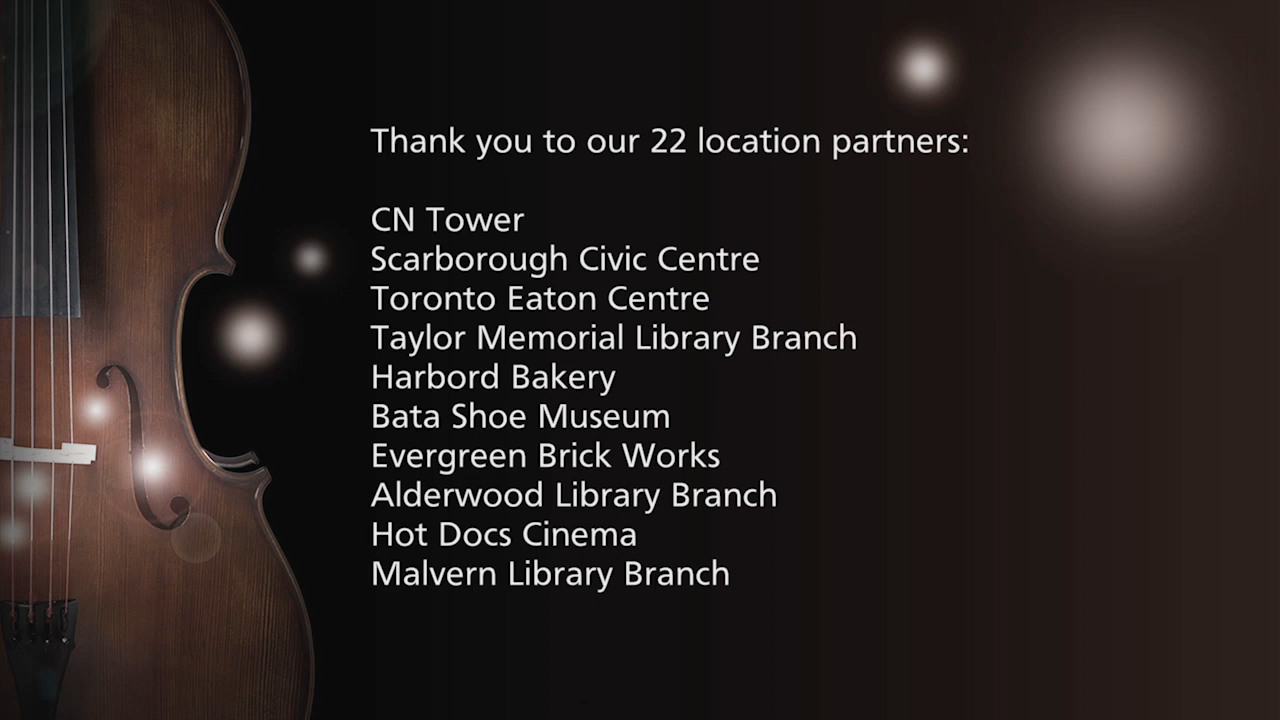 Thank you to our 22 location partners:
CN Tower
Scarborough Civic Centre
Toronto Eaton Centre
Taylor Memorial Library Branch
Harbord Bakery
Bata Shoe Museum
Evergreen Brick Works
Alderwood Library Branch
Hot Docs Cinema
Malvern Library Branch